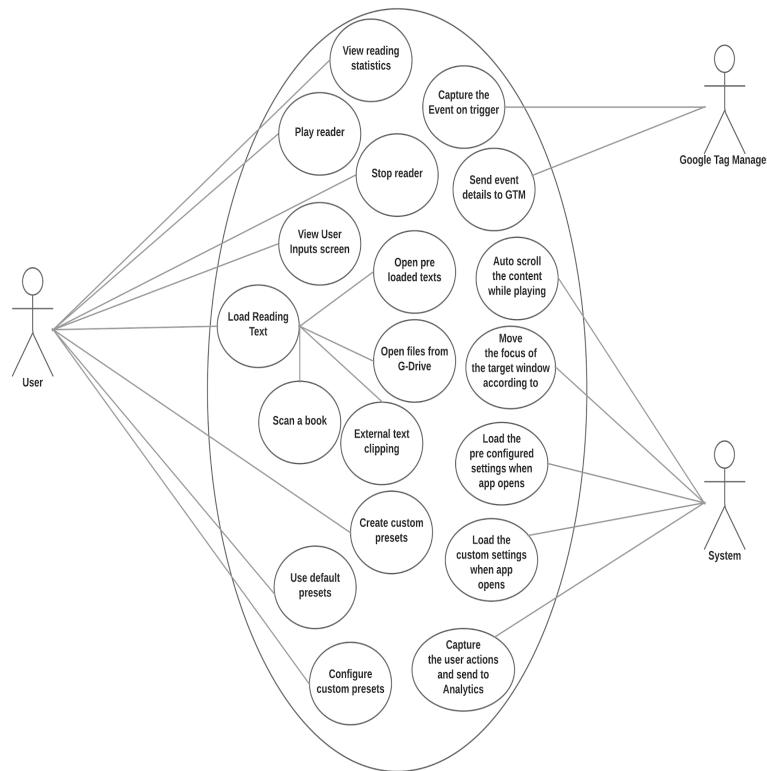 View reading
statistics
Capture the
Event on trigger
Play reader
Google Tag Manage
Stop reader
Send event
details to GTM
View User
Inputs screen
Open pre
loaded texts
Auto scroll
the content
while playing
Load Reading
Text
Open files from
G-Drive
Move
the focus of
the target window
according to
User
Scan a book
External text
clipping
Load the
pre configured
settings when
app opens
Create custom
presets
Load the
custom settings
when app
opens
System
Use default
presets
Configure
custom presets
Capture
the user actions
and send to
Analytics